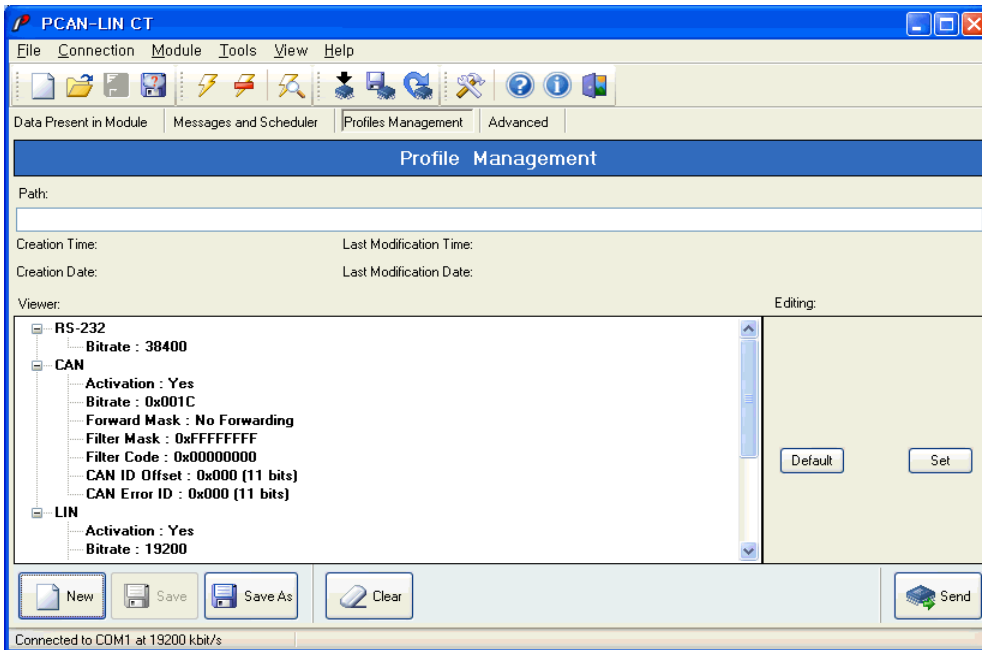 PCAN-LIN CT
File Connection Module Tools View Help
Data Present in Module Messages and Scheduler Profiles Management Advanced
Profile Management
Path:
Creation Time: Last Modification Time:
Creation Date: Last Modification Date:
Viewer: Editing:
RS-232
Bitrate : 38400
CAN
Activation : Yes
Bitrate : 0x001C
Forward Mask : No Forwarding
Filter Mask : 0xFFFFFFFF
Filter Code : 0x00000000
CAN ID Offset : 0x000 (11 bits)
CAN Error ID : 0x000 (11 bits)
LIN
Activation : Yes
Bitrate : 19200
Default Set
New Save Save As Clear Send
Connected to COM1 at 19200 kbit/s